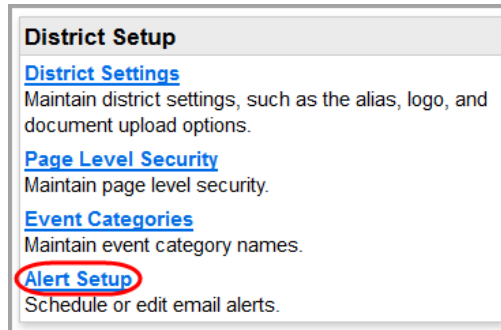 District Setup
District Settings
Maintain district settings, such as the alias, logo, and
document upload options.
Page Level Security
Maintain page level security.
Event Categories
Maintain event category names.
Alert Setup
Schedule or edit email alerts.